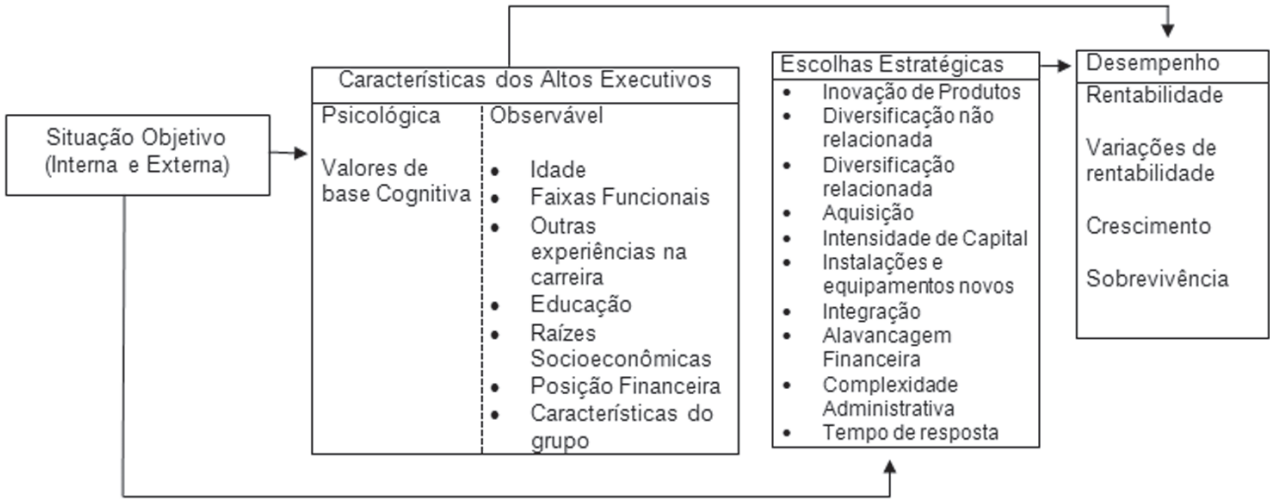 Situação Objetivo
(Interna e Externa)
Características dos Altos Executivos
Psicológica
Valores de
base Cognitiva
Observável
• Idade
• Faixas Funcionais
• Outras
experiências na
carreira
• Educação
• Raízes
Socioeconômicas
• Posição Financeira
• Características do
grupo
Escolhas Estratégicas
• Inovação de Produtos
• Diversificação não
relacionada
• Diversificação
relacionada
• Aquisição
• Intensidade de Capital
• Instalações e
equipamentos novos
• Integração
• Alavancagem
Financeira
• Complexidade
Administrativa
• Tempo de resposta
Desempenho
Rentabilidade
Variações de
rentabilidade
Crescimento
Sobrevivência